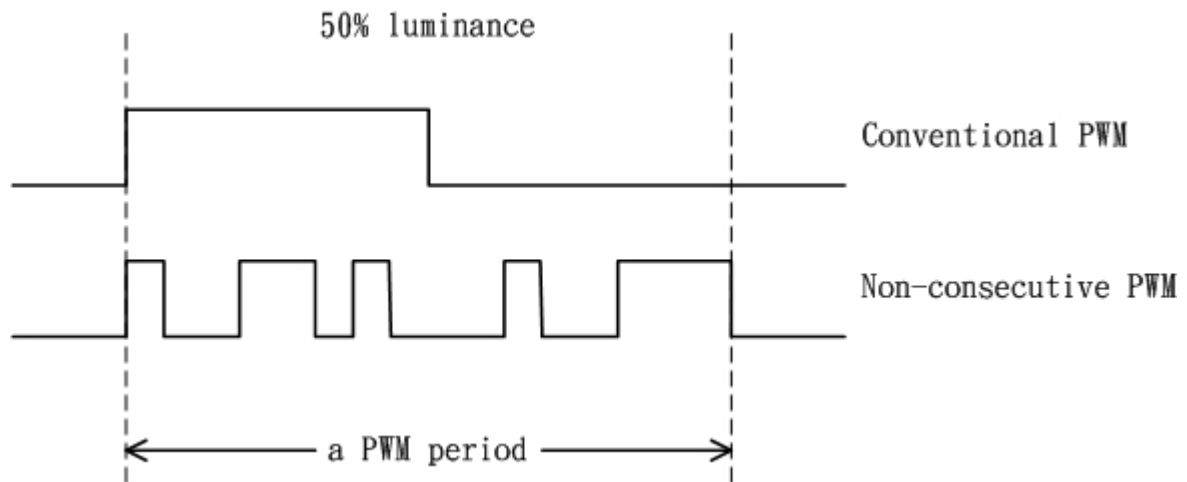 50% luminance
Conventional PWM
Non-consecutive PWM
a PWM period